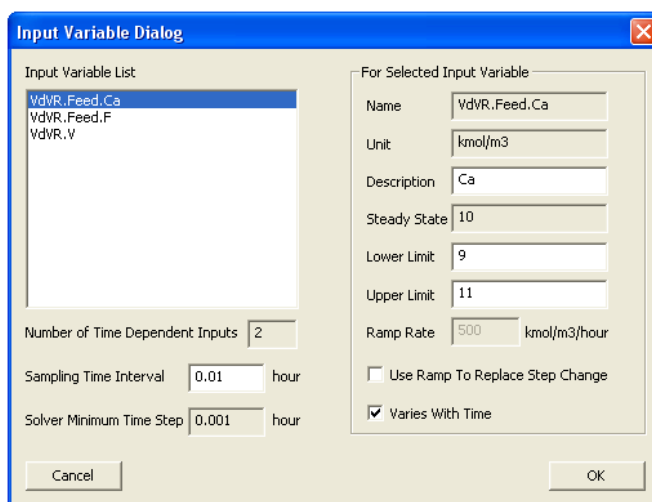 Input Variable Dialog
Input Variable List
VdVR.Feed.Ca
VdVR.Feed.F
VdVR.V
Number of Time Dependent Inputs 2
Sampling Time Interval 0.01 hour
Solver Minimum Time Step 0.001 hour
Cancel
For Selected Input Variable
Name VdVR.Feed.Ca
Unit kmol/m3
Description Ca
Steady State 10
Lower Limit 9
Upper Limit 11
Ramp Rate 500 kmol/m3/hour
Use Ramp To Replace Step Change
Varies With Time
OK